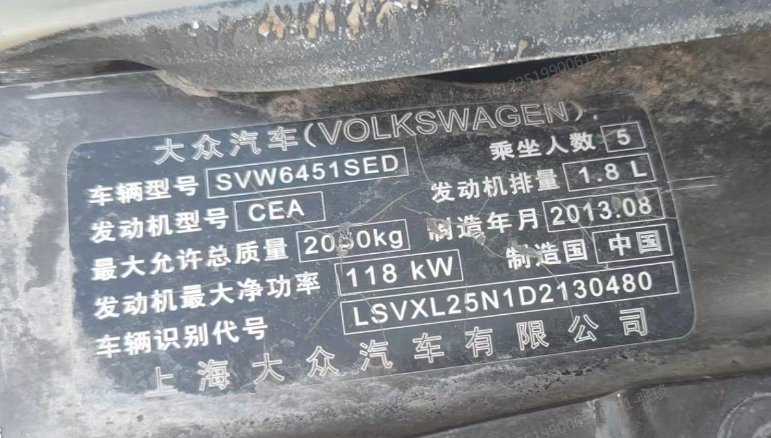 大众汽车(VOLKSWAGEN)
车辆型号 SVW6451SED 乘坐人数 5
发动机型号 CEA 发动机排量 1.8 L
最大允许总质量 制造年月 2013.08
发动机最大净功率 118 kW 制造国 中国
车辆识别代号 LSVXL25N1D2130480
上海大众汽车有限公司